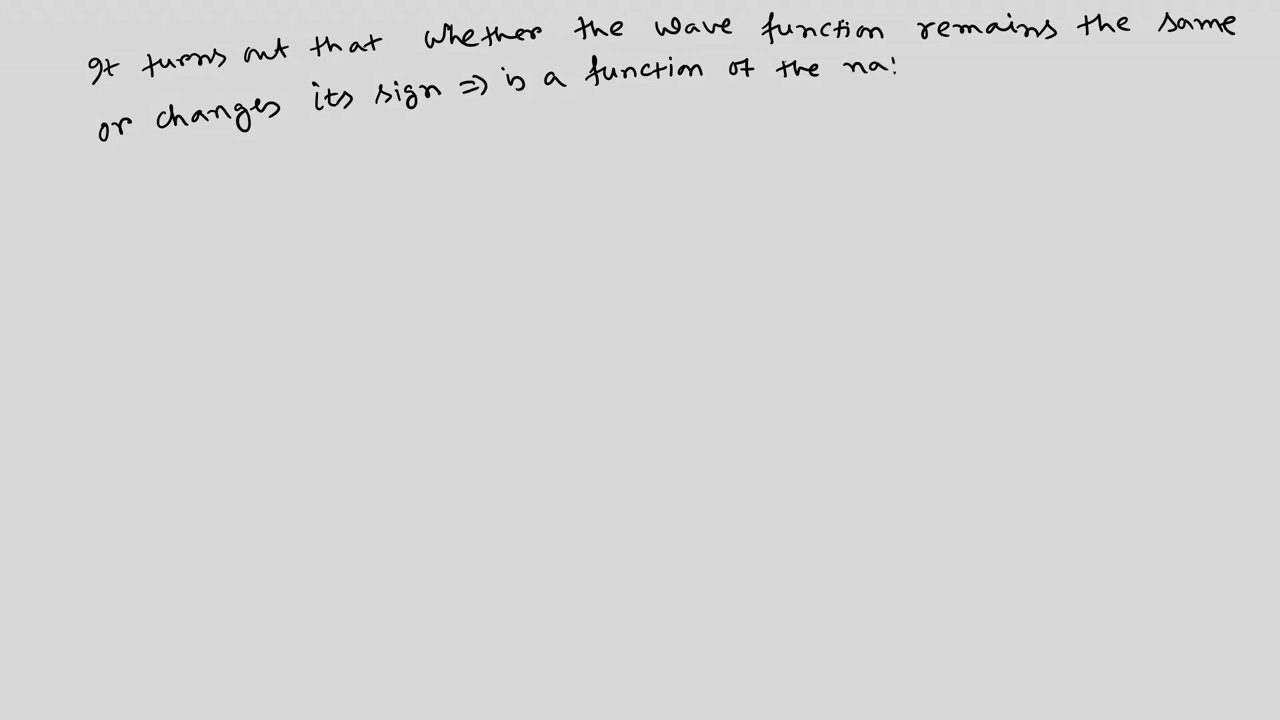 It turns out that whether the wave function remains the same
or changes its sign => is a function of the na